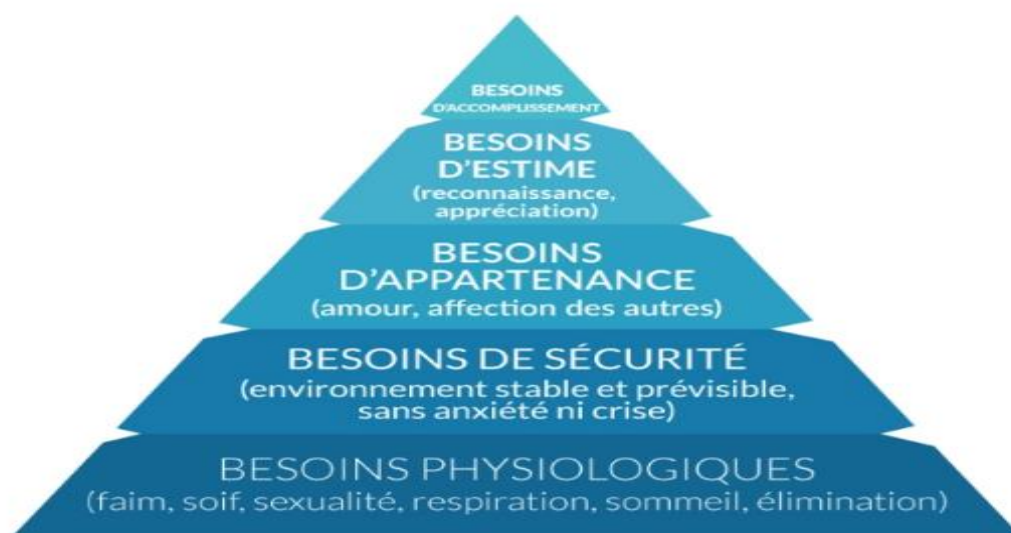 BESOINS
D'ACCOMPLISSEMENT
BESOINS
D'ESTIME
(reconnaissance,
appréciation)
BESOINS
D'APPARTENANCE
(amour, affection des autres)
BESOINS DE SÉCURITÉ
(environnement stable et prévisible,
sans anxiété ni crise)
BESOINS PHYSIOLOGIQUES
(faim, soif, sexualité, respiration, sommeil, élimination)